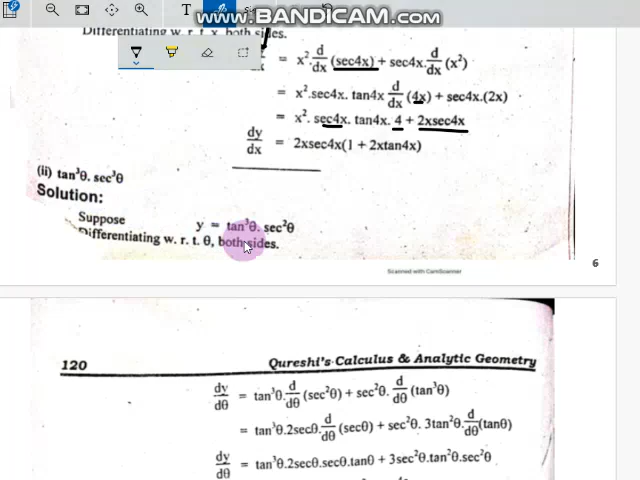 WWW.BANDICAM.COM
Differentiating w. r. t. x. both sides.
= x². d/dx (sec4x) + sec4x. d/dx (x²)
= x².sec4x. tan4x d/dx (4x) + sec4x.(2x)
= x². sec4x. tan4x. 4 + 2xsec4x
dy/dx = 2xsec4x(1 + 2xtan4x)
(ii) tan³θ. sec³θ
Solution:
Suppose y = tan³θ. sec²θ
Differentiating w. r. t. θ, both sides.
Scanned with CamScanner
6
120 Qureshi's Calculus & Analytic Geometry
dy/dθ = tan³θ. d/dθ (sec²θ) + sec²θ. d/dθ (tan³θ)
= tan³θ.2secθ. d/dθ (secθ) + sec²θ. 3tan²θ. d/dθ (tanθ)
dy/dθ = tan³θ.2secθ.secθ.tanθ + 3sec²θ.tan²θ.sec²θ